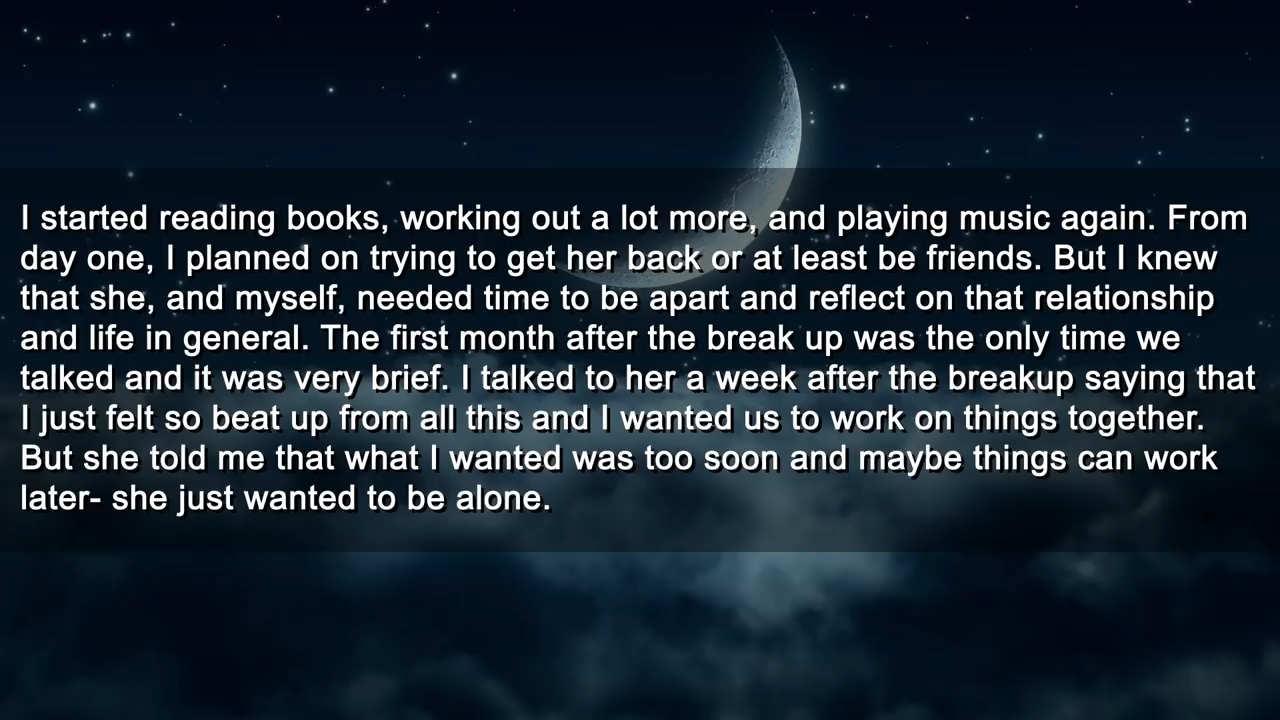 I started reading books, working out a lot more, and playing music again. From
day one, I planned on trying to get her back or at least be friends. But I knew
that she, and myself, needed time to be apart and reflect on that relationship
and life in general. The first month after the break up was the only time we
talked and it was very brief. I talked to her a week after the breakup saying that
I just felt so beat up from all this and I wanted us to work on things together.
But she told me that what I wanted was too soon and maybe things can work
later- she just wanted to be alone.